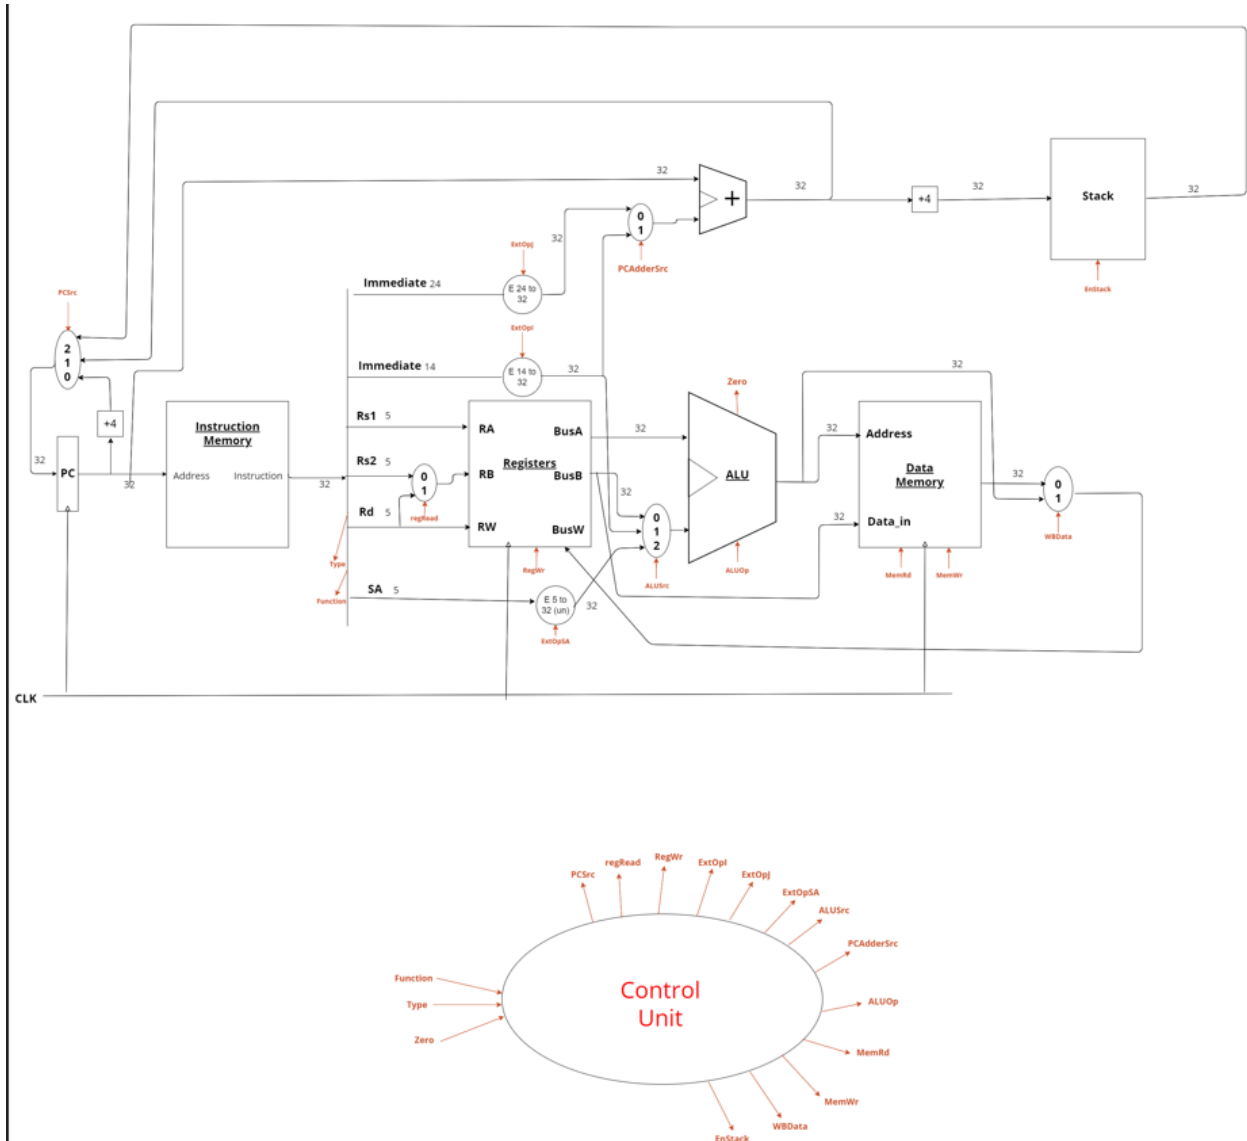 32
32
32
+4
32
Stack
32
+
0
1
32
ExtOpJ
PCAdderSrc
EnStack
Immediate 24
E 24 to
32
PCSrc
ExtOpI
2
1
0
Immediate 14
E 14 to
32
32
32
Zero
+4
Instruction
Memory
Rs1 5
RA
BusA
32
32
Address
32
PC
Address
Instruction
32
32
Rs2 5
0
1
RB
Registers
BusB
32
ALU
Data
Memory
32
0
1
Rd 5
regRead
RW
BusW
0
1
2
32
Data_in
WBData
Type
RegWr
ALUSrc
ALUOp
MemRd
MemWr
Function
SA 5
E 5 to
32 (un)
32
ExtOpSA
CLK
PCSrc
regRead
RegWr
ExtOpI
ExtOpJ
ExtOpSA
ALUSrc
PCAdderSrc
Function
Type
Zero
Control
Unit
ALUOp
MemRd
MemWr
WBData
EnStack